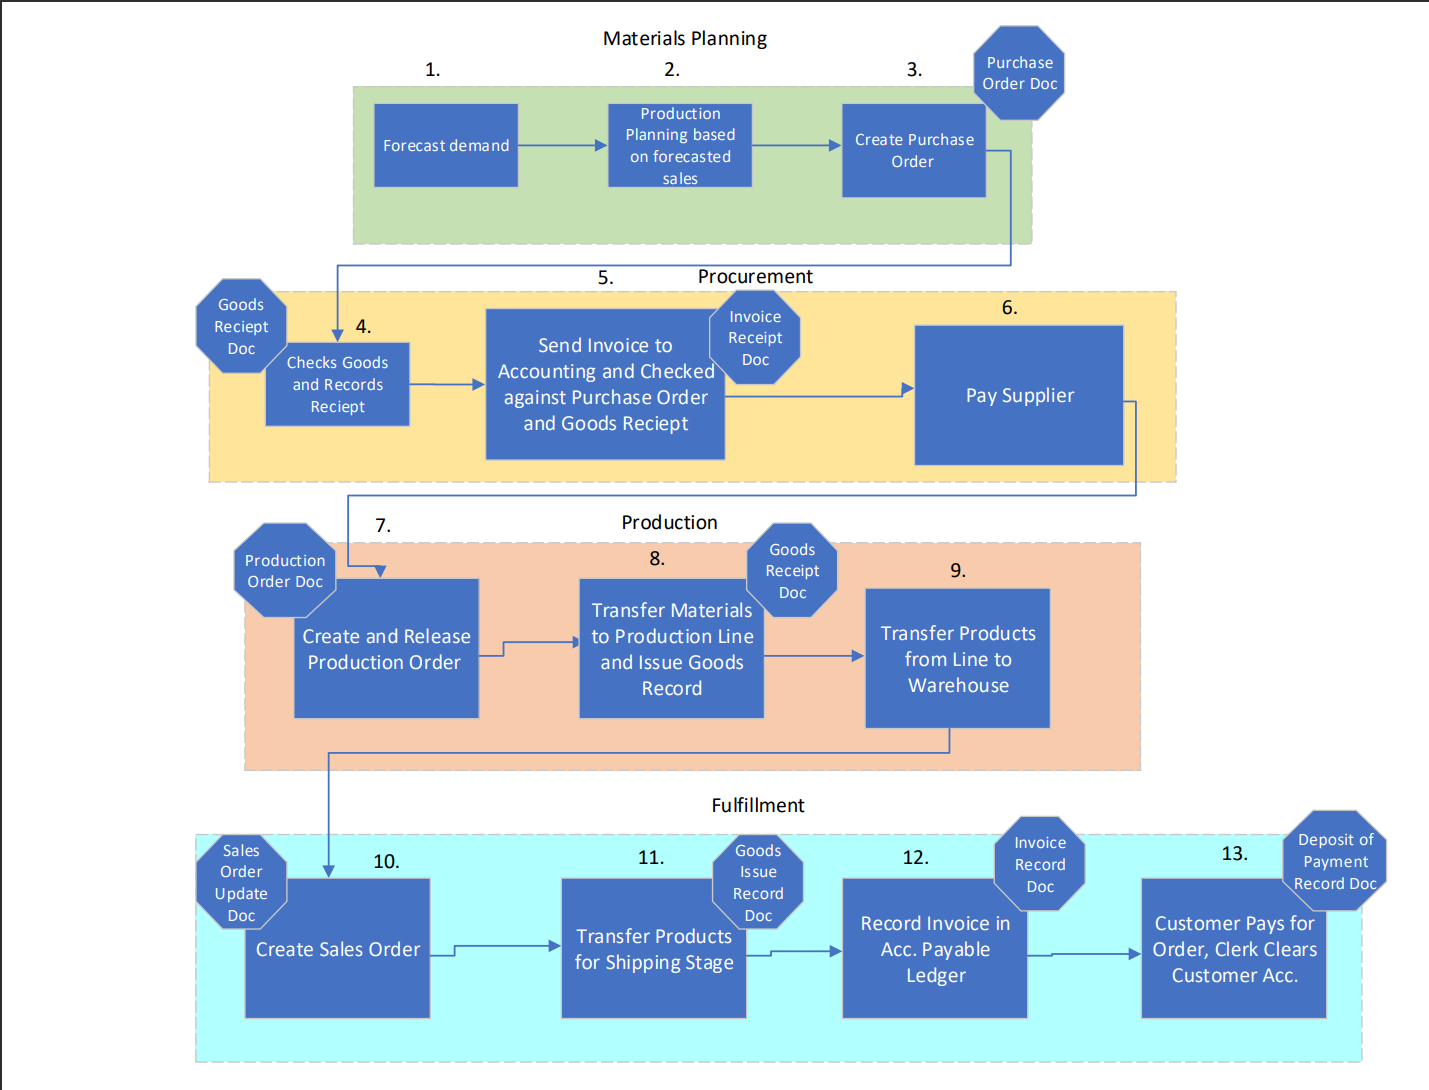 Materials Planning
1.
2.
3.
Purchase
Order Doc
Forecast demand
Production
Planning based
on forecasted
sales
Create Purchase
Order
Procurement
Goods
Reciept
Doc
4.
Checks Goods
and Records
Reciept
5.
Send Invoice to
Accounting and Checked
against Purchase Order
and Goods Reciept
Invoice
Receipt
Doc
6.
Pay Supplier
Production
7.
Production
Order Doc
Create and Release
Production Order
8.
Goods
Receipt
Doc
Transfer Materials
to Production Line
and Issue Goods
Record
9.
Transfer Products
from Line to
Warehouse
Fulfillment
Sales
Order
Update
Doc
10.
Create Sales Order
11.
Goods
Issue
Record
Doc
Transfer Products
for Shipping Stage
12.
Invoice
Record
Doc
Record Invoice in
Acc. Payable
Ledger
13.
Deposit of
Payment
Record Doc
Customer Pays for
Order, Clerk Clears
Customer Acc.